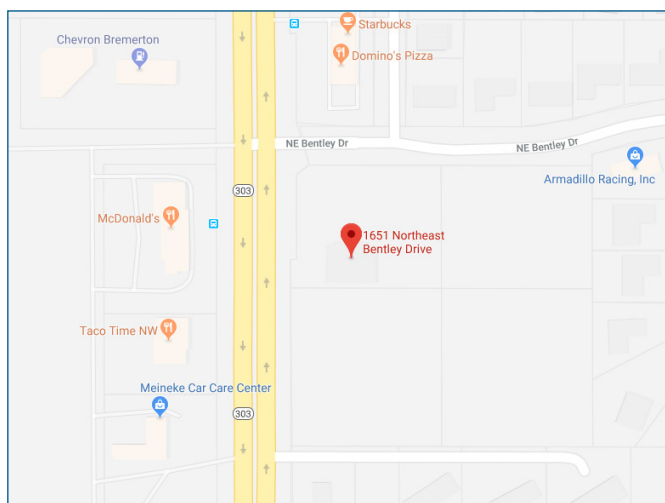 Starbucks
Chevron Bremerton
Domino's Pizza
NE Bentley Dr
NE Bentley Dr
Armadillo Racing, Inc
303
McDonald's
1651 Northeast
Bentley Drive
Taco Time NW
Meineke Car Care Center
303